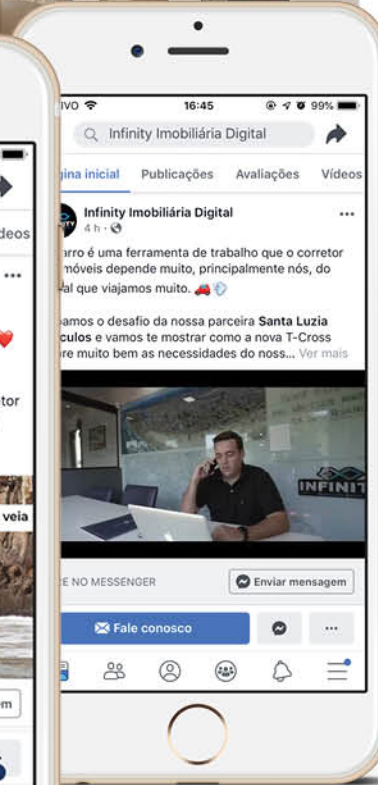 IVO 16:45 99%
Infinity Imobiliária Digital
gina inicial Publicações Avaliações Vídeos
Infinity Imobiliária Digital
4 h ·
arro é uma ferramenta de trabalho que o corretor
móveis depende muito, principalmente nós, do
al que viajamos muito.
amos o desafio da nossa parceira Santa Luzia
culos e vamos te mostrar como a nova T-Cross
re muito bem as necessidades do noss... Ver mais
INFINIT
E NO MESSENGER
Enviar mensagem
Fale conosco
deos
tor
veia
m